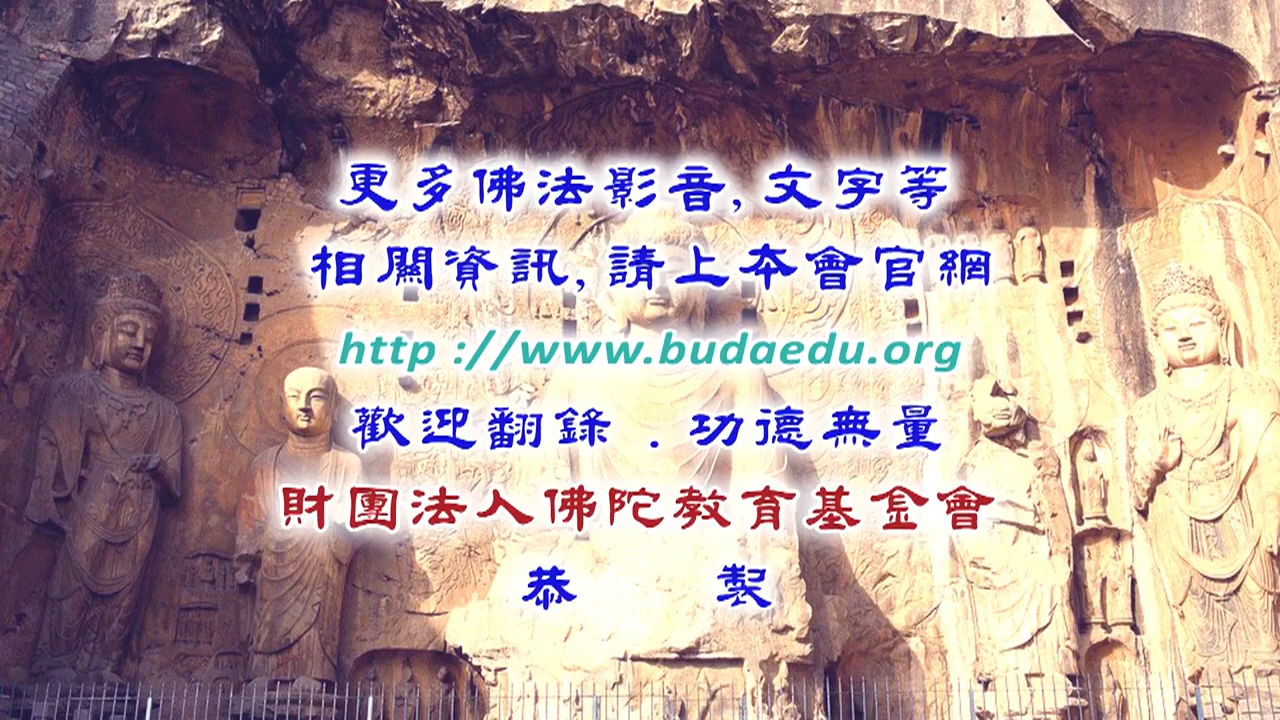 更多佛法影音,文字等
相關資訊,請上本會官網
http ://www.budaedu.org
歡迎翻錄 . 功德無量
財團法人佛陀教育基金會
恭 製